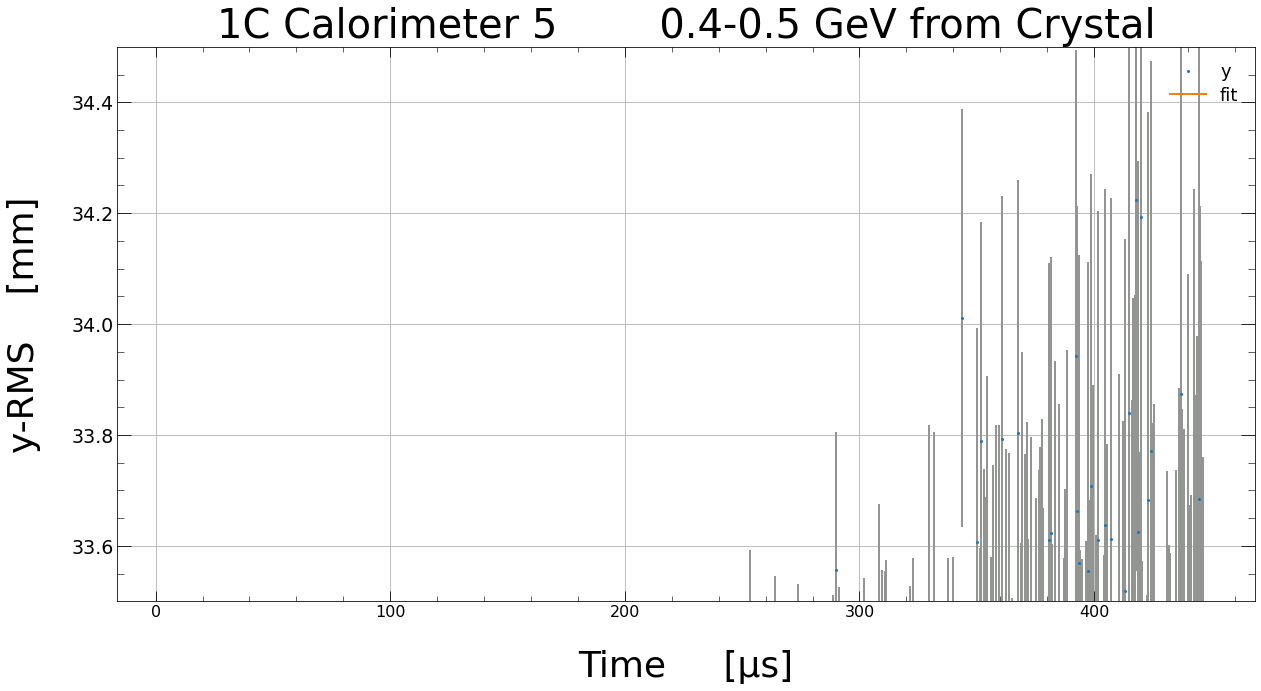 1C Calorimeter 5 0.4-0.5 GeV from Crystal
y
fit
34.4
34.2
34.0
33.8
33.6
y-RMS [mm]
0 100 200 300 400
Time [μs]